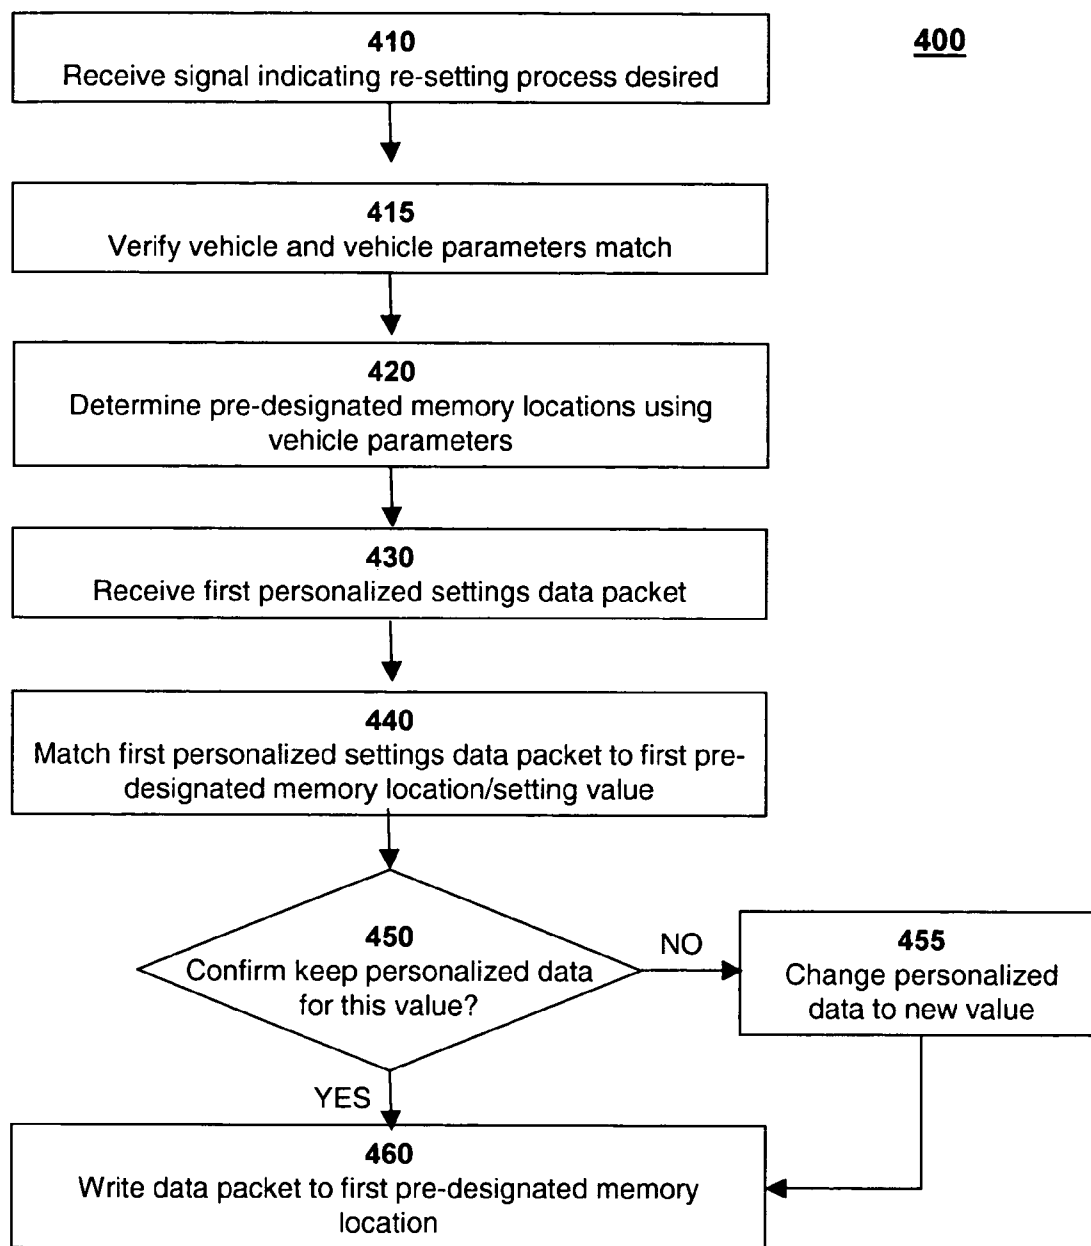 400
410
Receive signal indicating re-setting process desired
415
Verify vehicle and vehicle parameters match
420
Determine pre-designated memory locations using
vehicle parameters
430
Receive first personalized settings data packet
440
Match first personalized settings data packet to first pre-
designated memory location/setting value
450
Confirm keep personalized data
for this value?
NO
455
Change personalized
data to new value
YES
460
Write data packet to first pre-designated memory
location